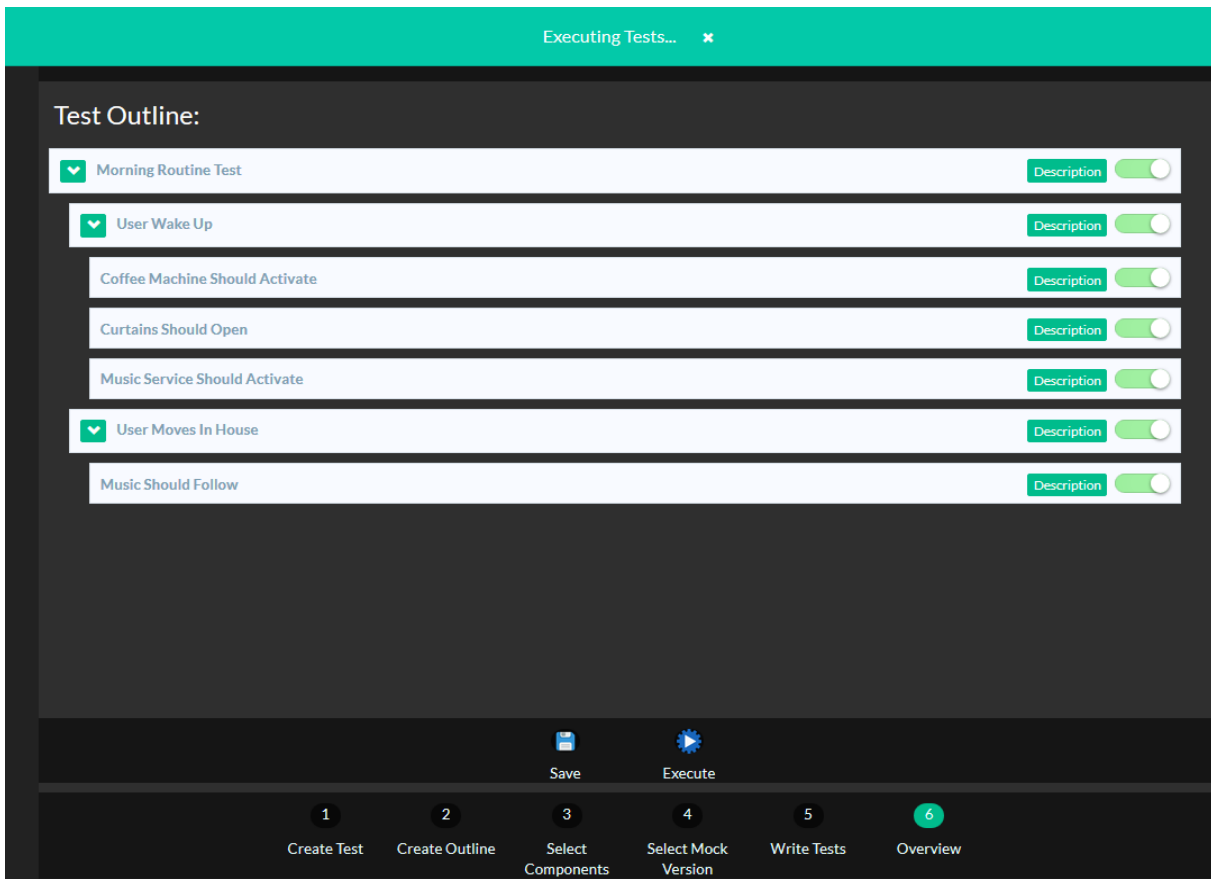 Executing Tests... ×
Test Outline:
Morning Routine Test Description
User Wake Up Description
Coffee Machine Should Activate Description
Curtains Should Open Description
Music Service Should Activate Description
User Moves In House Description
Music Should Follow Description
Save Execute
1 2 3 4 5 6
Create Test Create Outline Select Select Mock Write Tests Overview
Components Version